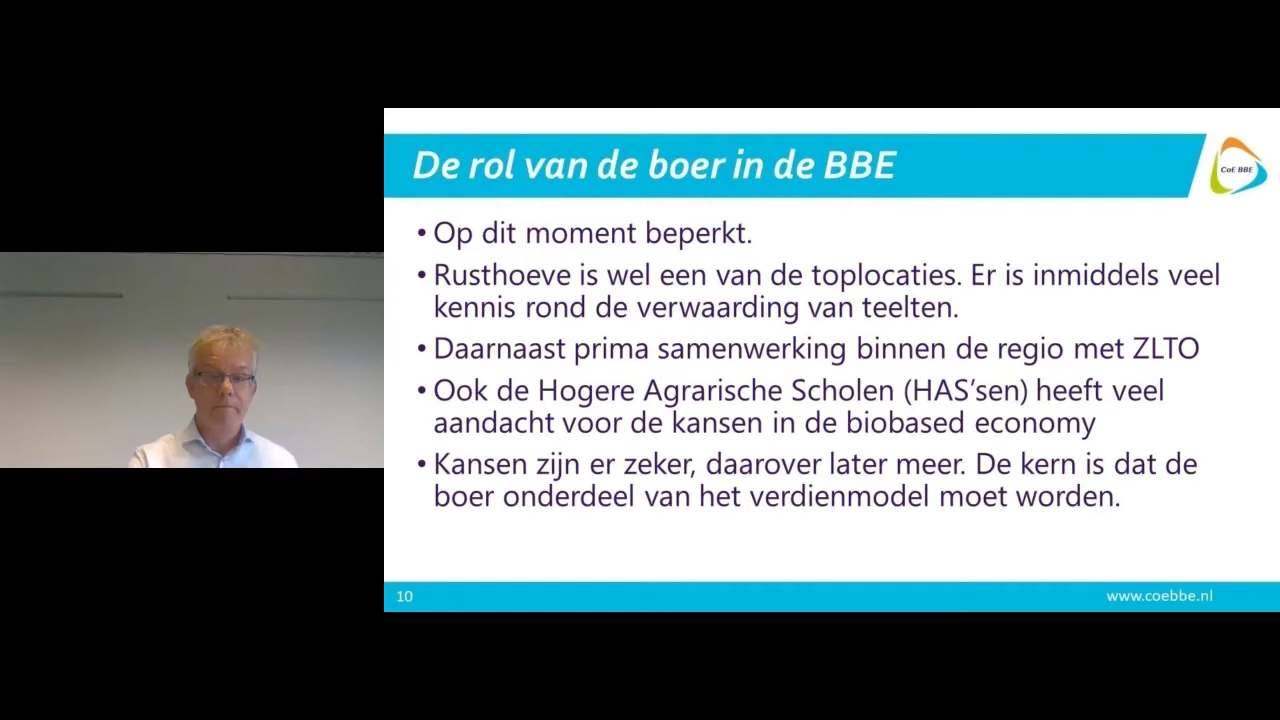 De rol van de boer in de BBE
CoE BBE
• Op dit moment beperkt.
• Rusthoeve is wel een van de toplocaties. Er is inmiddels veel
kennis rond de verwaarding van teelten.
• Daarnaast prima samenwerking binnen de regio met ZLTO
• Ook de Hogere Agrarische Scholen (HAS’sen) heeft veel
aandacht voor de kansen in de biobased economy
• Kansen zijn er zeker, daarover later meer. De kern is dat de
boer onderdeel van het verdienmodel moet worden.
10
www.coebbe.nl